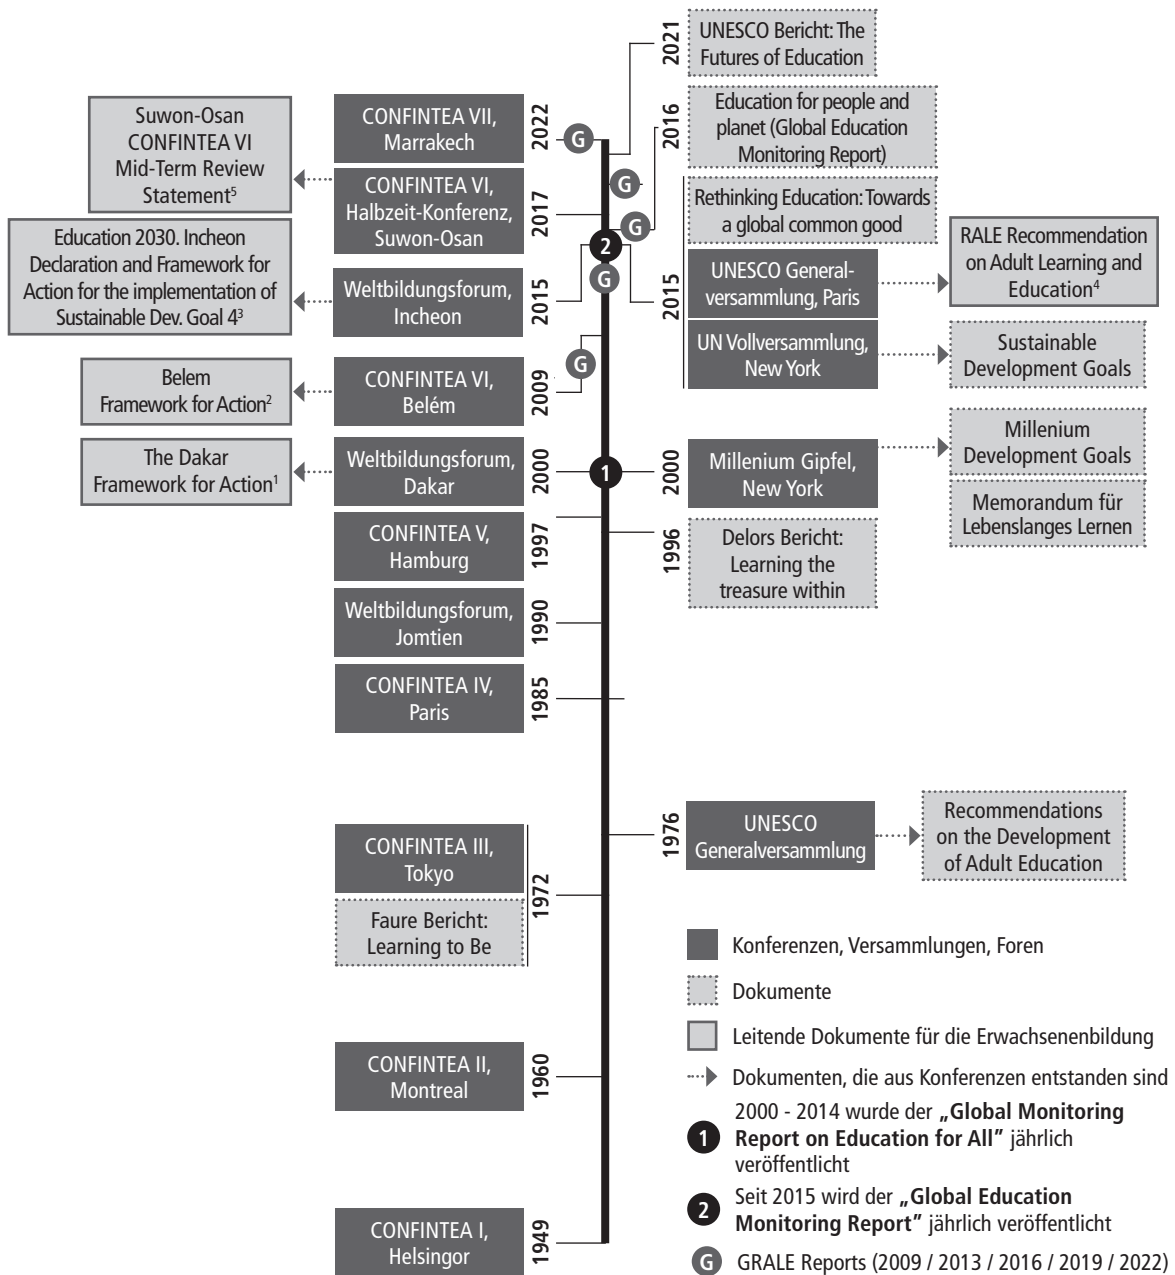 2021
UNESCO Bericht: The
Futures of Education
2016
Education for people and
planet (Global Education
Monitoring Report)
Suwon-Osan
CONFINTEA VI
Mid-Term Review
Statement⁵
CONFINTEA VII,
Marrakech
2022
G
CONFINTEA VI,
Halbzeit-Konferenz,
Suwon-Osan
2017
G
G
2
G
2015
Rethinking Education: Towards
a global common good
UNESCO General-
versammlung, Paris
RALE Recommendation
on Adult Learning and
Education⁴
UN Vollversammlung,
New York
Sustainable
Development Goals
Education 2030. Incheon
Declaration and Framework for
Action for the implementation of
Sustainable Dev. Goal 4³
Weltbildungsforum,
Incheon
2015
G
Belem
Framework for Action²
CONFINTEA VI,
Belém
2009
The Dakar
Framework for Action¹
Weltbildungsforum,
Dakar
2000
1
2000
Millenium Gipfel,
New York
Millenium
Development Goals
Memorandum für
Lebenslanges Lernen
CONFINTEA V,
Hamburg
1997
1996
Delors Bericht:
Learning the
treasure within
Weltbildungsforum,
Jomtien
1990
CONFINTEA IV,
Paris
1985
1976
UNESCO
Generalversammlung
Recommendations
on the Development
of Adult Education
CONFINTEA III,
Tokyo
1972
Faure Bericht:
Learning to Be
CONFINTEA II,
Montreal
1960
CONFINTEA I,
Helsingor
1949
Konferenzen, Versammlungen, Foren
Dokumente
Leitende Dokumente für die Erwachsenenbildung
Dokumenten, die aus Konferenzen entstanden sind
1
2000 - 2014 wurde der „Global Monitoring
Report on Education for All" jährlich
veröffentlicht
2
Seit 2015 wird der „Global Education
Monitoring Report" jährlich veröffentlicht
G
GRALE Reports (2009 / 2013 / 2016 / 2019 / 2022)